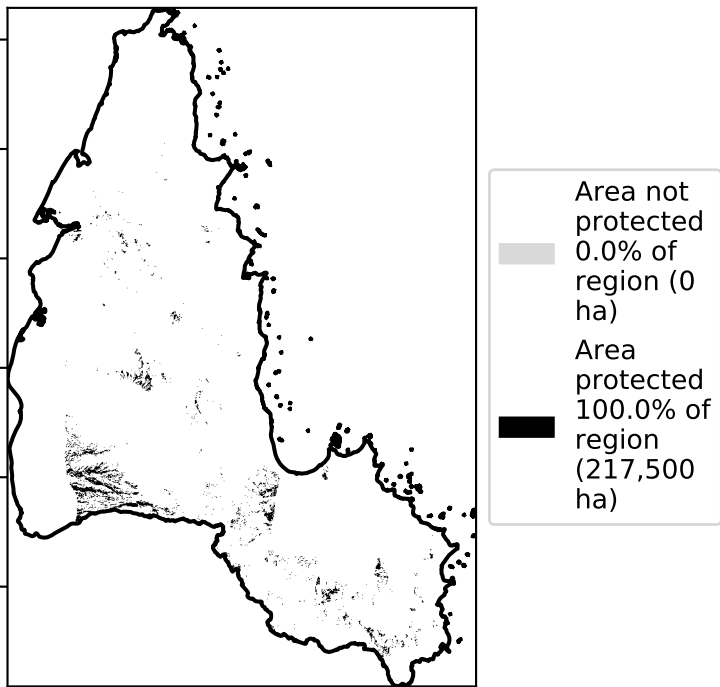 Area not
protected
0.0% of
region (0
ha)
Area
protected
100.0% of
region
(217,500
ha)